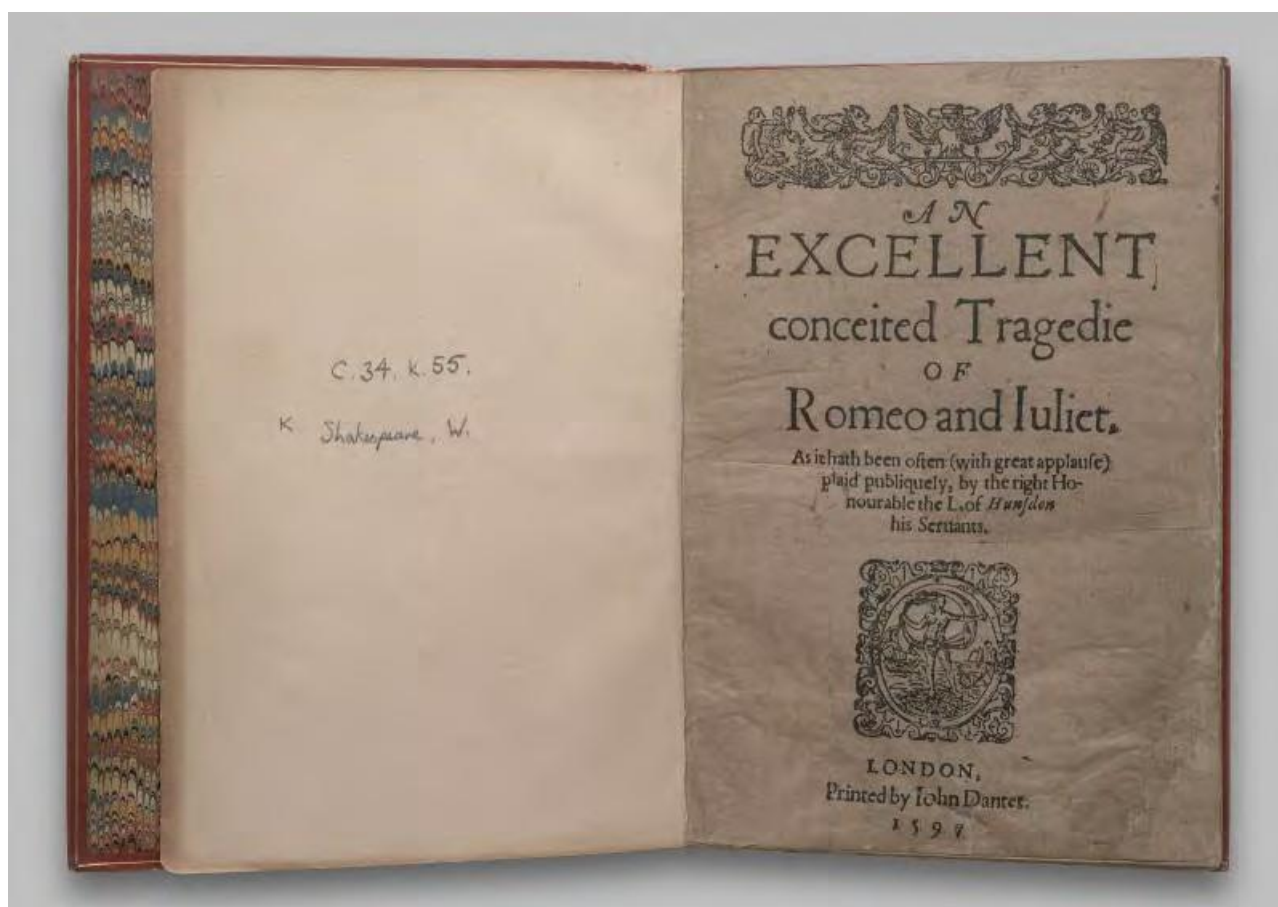 C.34. k.55.
K Shakespeare, W.
AN
EXCELLENT
conceited Tragedie
OF
Romeo and Iuliet.
As it hath been often (with great applause)
plaid publiquely, by the right Ho-
nourable the L. of Hunsdon
his Seruants.
LONDON,
Printed by Iohn Danter.
1597